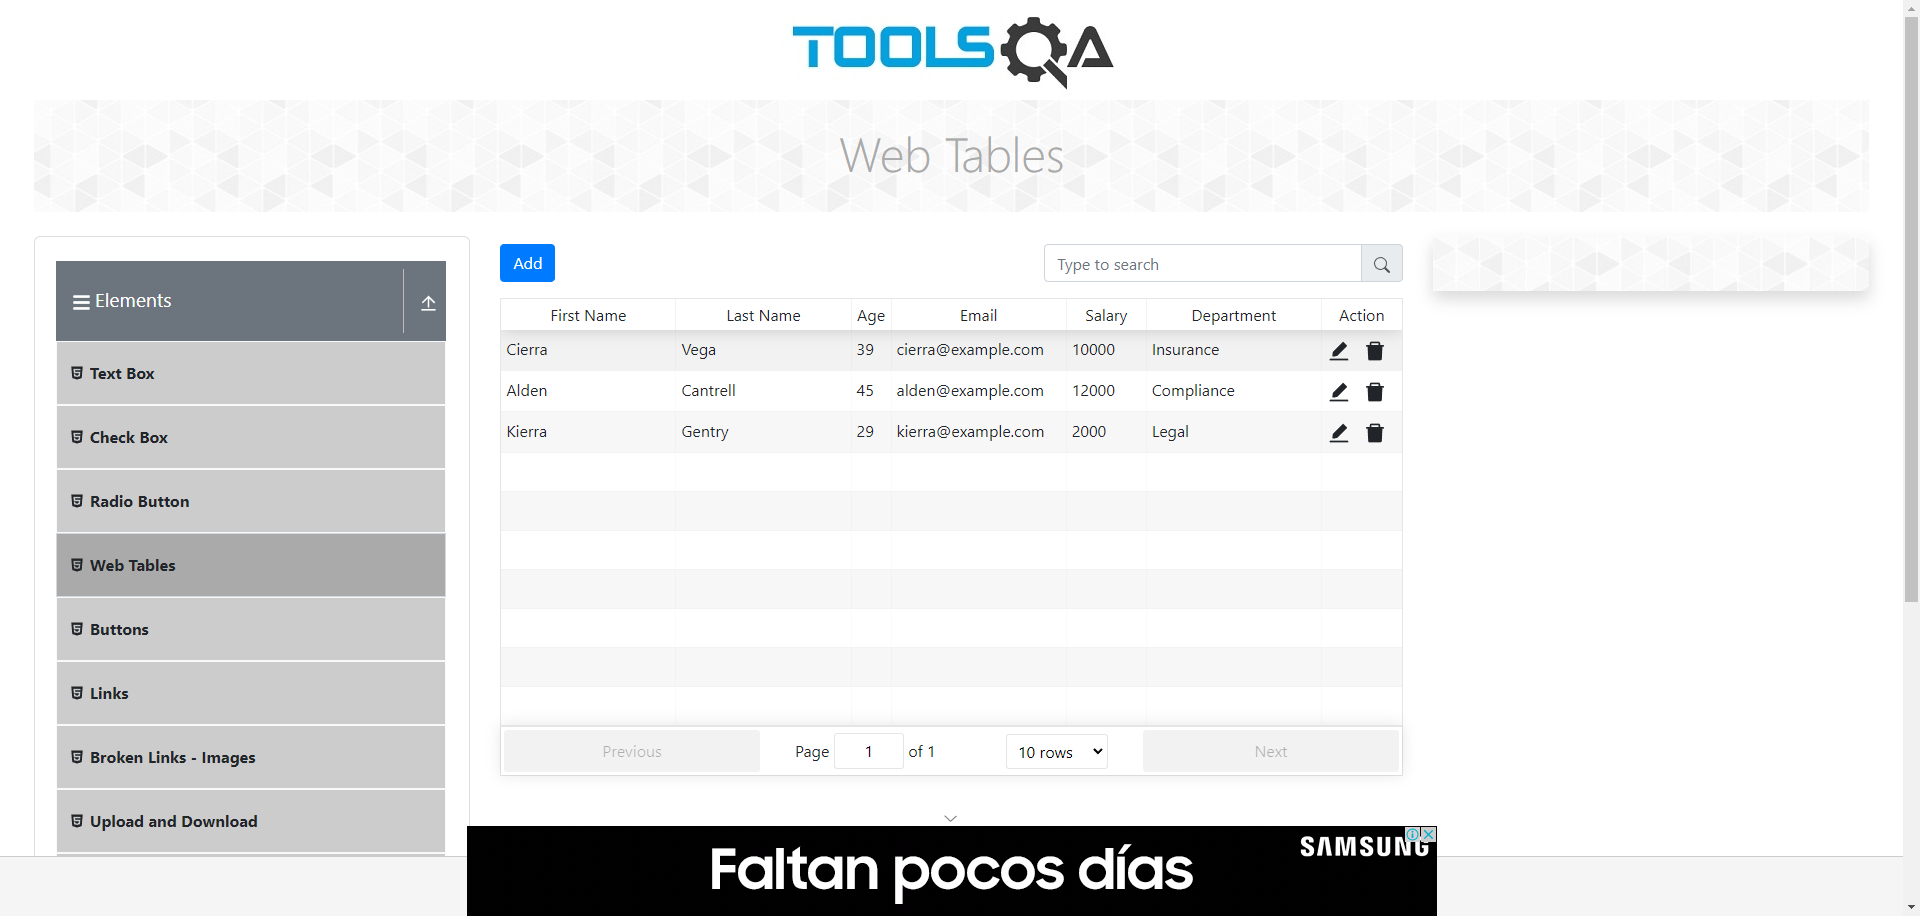 TOOLSQA
Web Tables
Elements
Text Box
Check Box
Radio Button
Web Tables
Buttons
Links
Broken Links - Images
Upload and Download
Add
Type to search
First Name Last Name Age Email Salary Department Action
Cierra Vega 39 cierra@example.com 10000 Insurance
Alden Cantrell 45 alden@example.com 12000 Compliance
Kierra Gentry 29 kierra@example.com 2000 Legal
Previous Page 1 of 1 10 rows Next
Faltan pocos días
SAMSUNG